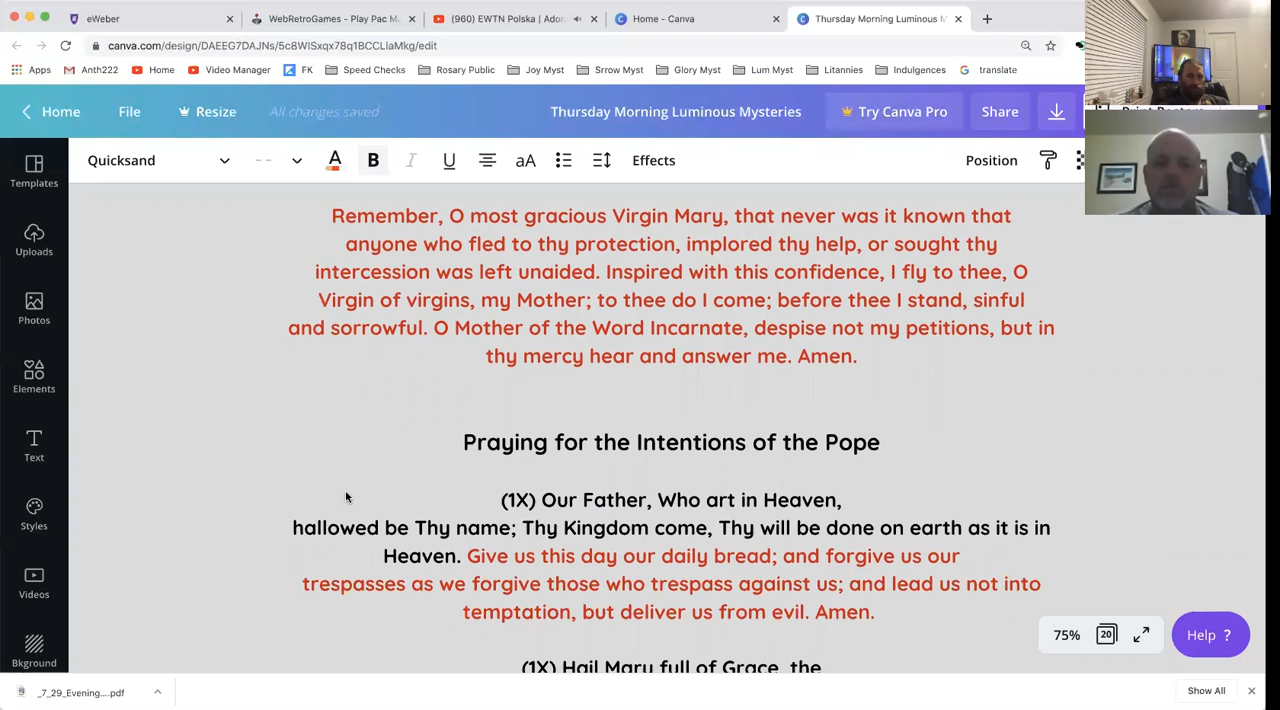 eWeber
WebRetroGames - Play Pac M
(960) EWTN Polska | Ado
Home - Canva
Thursday Morning Luminous M
canva.com/design/DAEEG7DAJNs/5c8WlSxqx78q1BCCLlaMkg/edit
Apps
Anth222
Home
Video Manager
FK
Speed Checks
Rosary Public
Joy Myst
Srrow Myst
Glory Myst
Lum Myst
Litannies
Indulgences
translate
Home
File
Resize
All changes saved
Thursday Morning Luminous Mysteries
Try Canva Pro
Share
Quicksand
Effects
Position
Templates
Uploads
Photos
Elements
Text
Styles
Videos
Bkground
Remember, O most gracious Virgin Mary, that never was it known that
anyone who fled to thy protection, implored thy help, or sought thy
intercession was left unaided. Inspired with this confidence, I fly to thee, O
Virgin of virgins, my Mother; to thee do I come; before thee I stand, sinful
and sorrowful. O Mother of the Word Incarnate, despise not my petitions, but in
thy mercy hear and answer me. Amen.
Praying for the Intentions of the Pope
(1X) Our Father, Who art in Heaven,
hallowed be Thy name; Thy Kingdom come, Thy will be done on earth as it is in
Heaven. Give us this day our daily bread; and forgive us our
trespasses as we forgive those who trespass against us; and lead us not into
temptation, but deliver us from evil. Amen.
(1X) Hail Mary full of Grace, the
75%
20
Help ?
_7_29_Evening....pdf
Show All